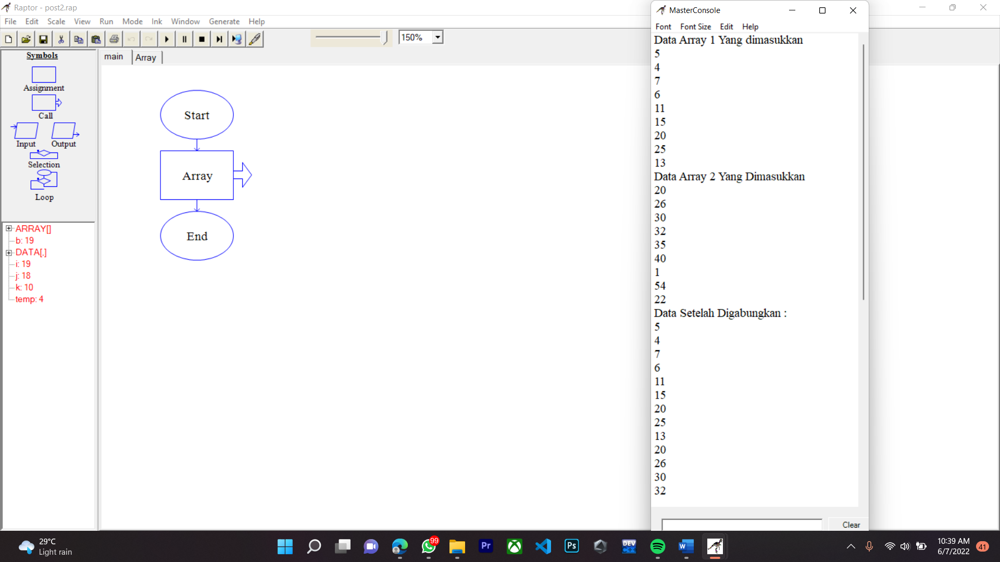 Raptor - post2.rap
File Edit Scale View Run Mode Ink Window Generate Help
150%
Symbols
Assignment
Call
Input Output
Selection
Loop
ARRAY[]
b: 19
DATA[,]
i: 19
j: 18
k: 10
temp: 4
main Array
Start
Array
End
MasterConsole
Font Font Size Edit Help
Data Array 1 Yang dimasukkan
5
4
7
6
11
15
20
25
13
Data Array 2 Yang Dimasukkan
20
26
30
32
35
40
1
54
22
Data Setelah Digabungkan :
5
4
7
6
11
15
20
25
13
20
26
30
32
Clear
29°C
Light rain
99
Pr
Ps
DEV
C++
W
10:39 AM
6/7/2022
41